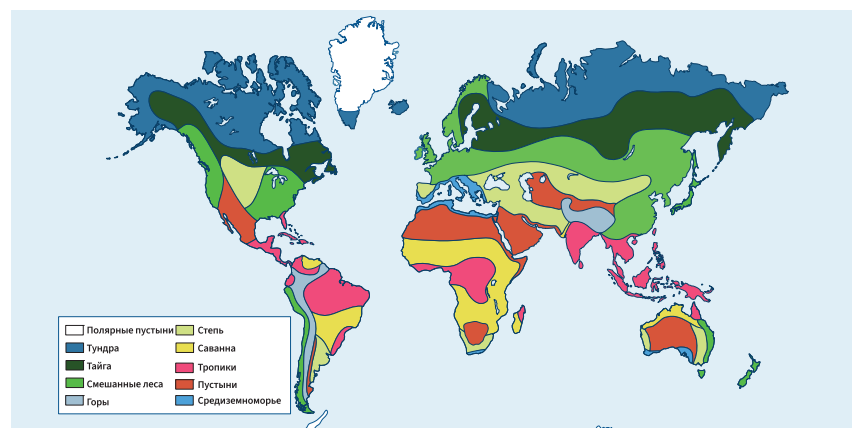 Полярные пустыни
Тундра
Тайга
Смешанные леса
Горы
Степь
Саванна
Тропики
Пустыни
Средиземноморье